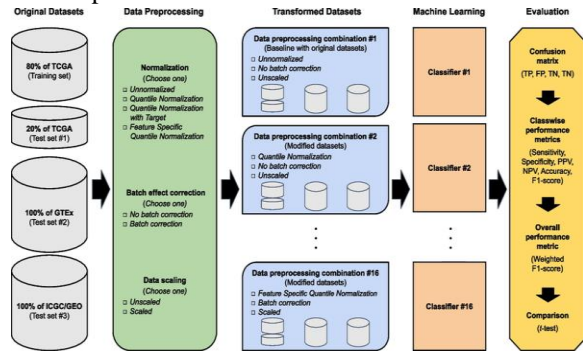 Original Datasets
80% of TCGA
(Training set)
20% of TCGA
(Test set #1)
100% of GTEx
(Test set #2)
100% of ICGC/GEO
(Test set #3)
Data Preprocessing
Normalization
(Choose one)
□ Unnormalized
□ Quantile Normalization
□ Quantile Normalization
with Target
□ Feature Specific
Quantile Normalization
Batch effect correction
(Choose one)
□ No batch correction
□ Batch correction
Data scaling
(Choose one)
□ Unscaled
□ Scaled
Transformed Datasets
Data preprocessing combination #1
(Baseline with original datasets)
□ Unnormalized
□ No batch correction
□ Unscaled
Data preprocessing combination #2
(Modified datasets)
□ Quantile Normalization
□ No batch correction
□ Unscaled
Data preprocessing combination #16
(Modified datasets)
□ Feature Specific Quantile Normalization
□ Batch correction
□ Scaled
Machine Learning
Classifier #1
Classifier #2
Classifier #16
Evaluation
Confusion
matrix
(TP, FP, TN, TN)
Classwise
performance
metrics
(Sensitivity,
Specificity, PPV,
NPV, Accuracy,
F1-score)
Overall
performance
metric
(Weighted
F1-score)
Comparison
(t-test)